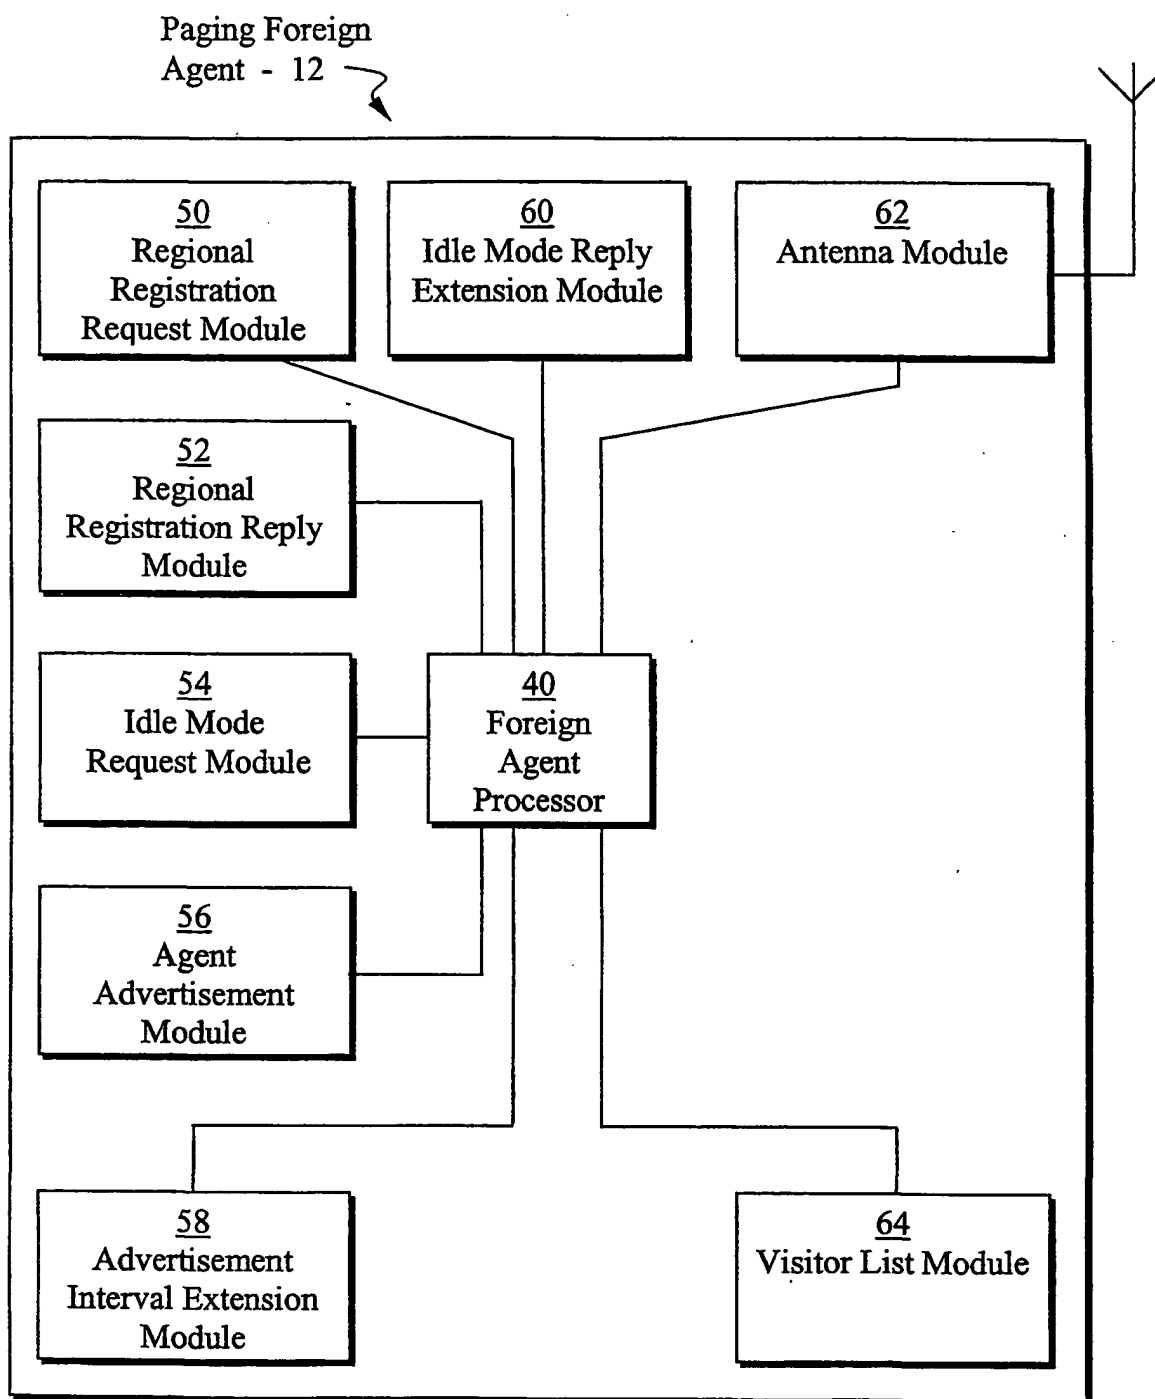 Paging Foreign
Agent - 12
50
Regional
Registration
Request Module
60
Idle Mode Reply
Extension Module
62
Antenna Module
52
Regional
Registration Reply
Module
54
Idle Mode
Request Module
40
Foreign
Agent
Processor
56
Agent
Advertisement
Module
58
Advertisement
Interval Extension
Module
64
Visitor List Module